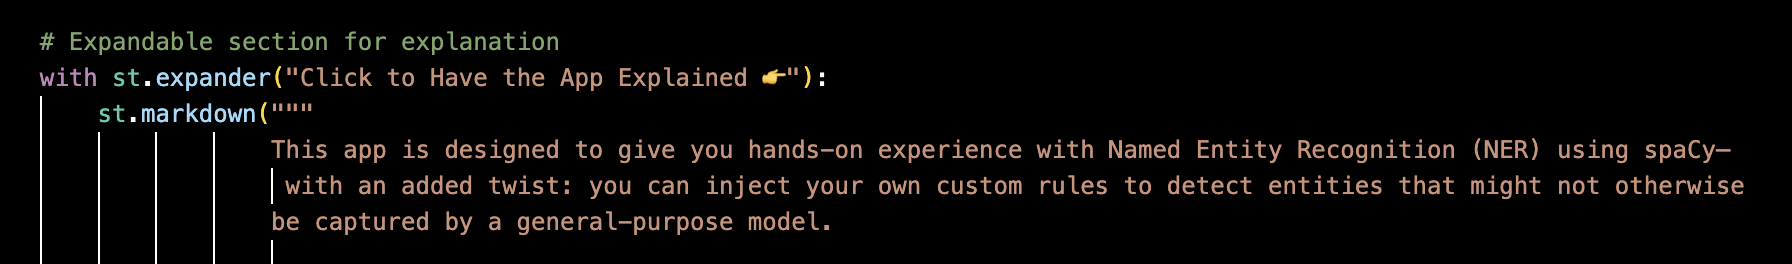 # Expandable section for explanation
with st.expander("Click to Have the App Explained 👉"):
st.markdown("""
This app is designed to give you hands-on experience with Named Entity Recognition (NER) using spaCy—
with an added twist: you can inject your own custom rules to detect entities that might not otherwise
be captured by a general-purpose model.